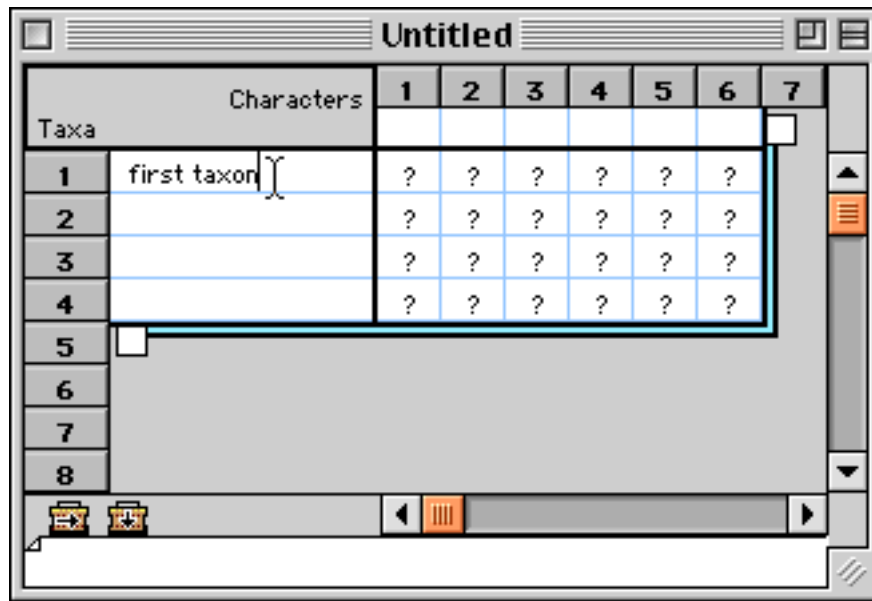 Untitled
Characters 1 2 3 4 5 6 7
Taxa
1 first taxon ? ? ? ? ? ?
2 ? ? ? ? ? ?
3 ? ? ? ? ? ?
4 ? ? ? ? ? ?
5
6
7
8